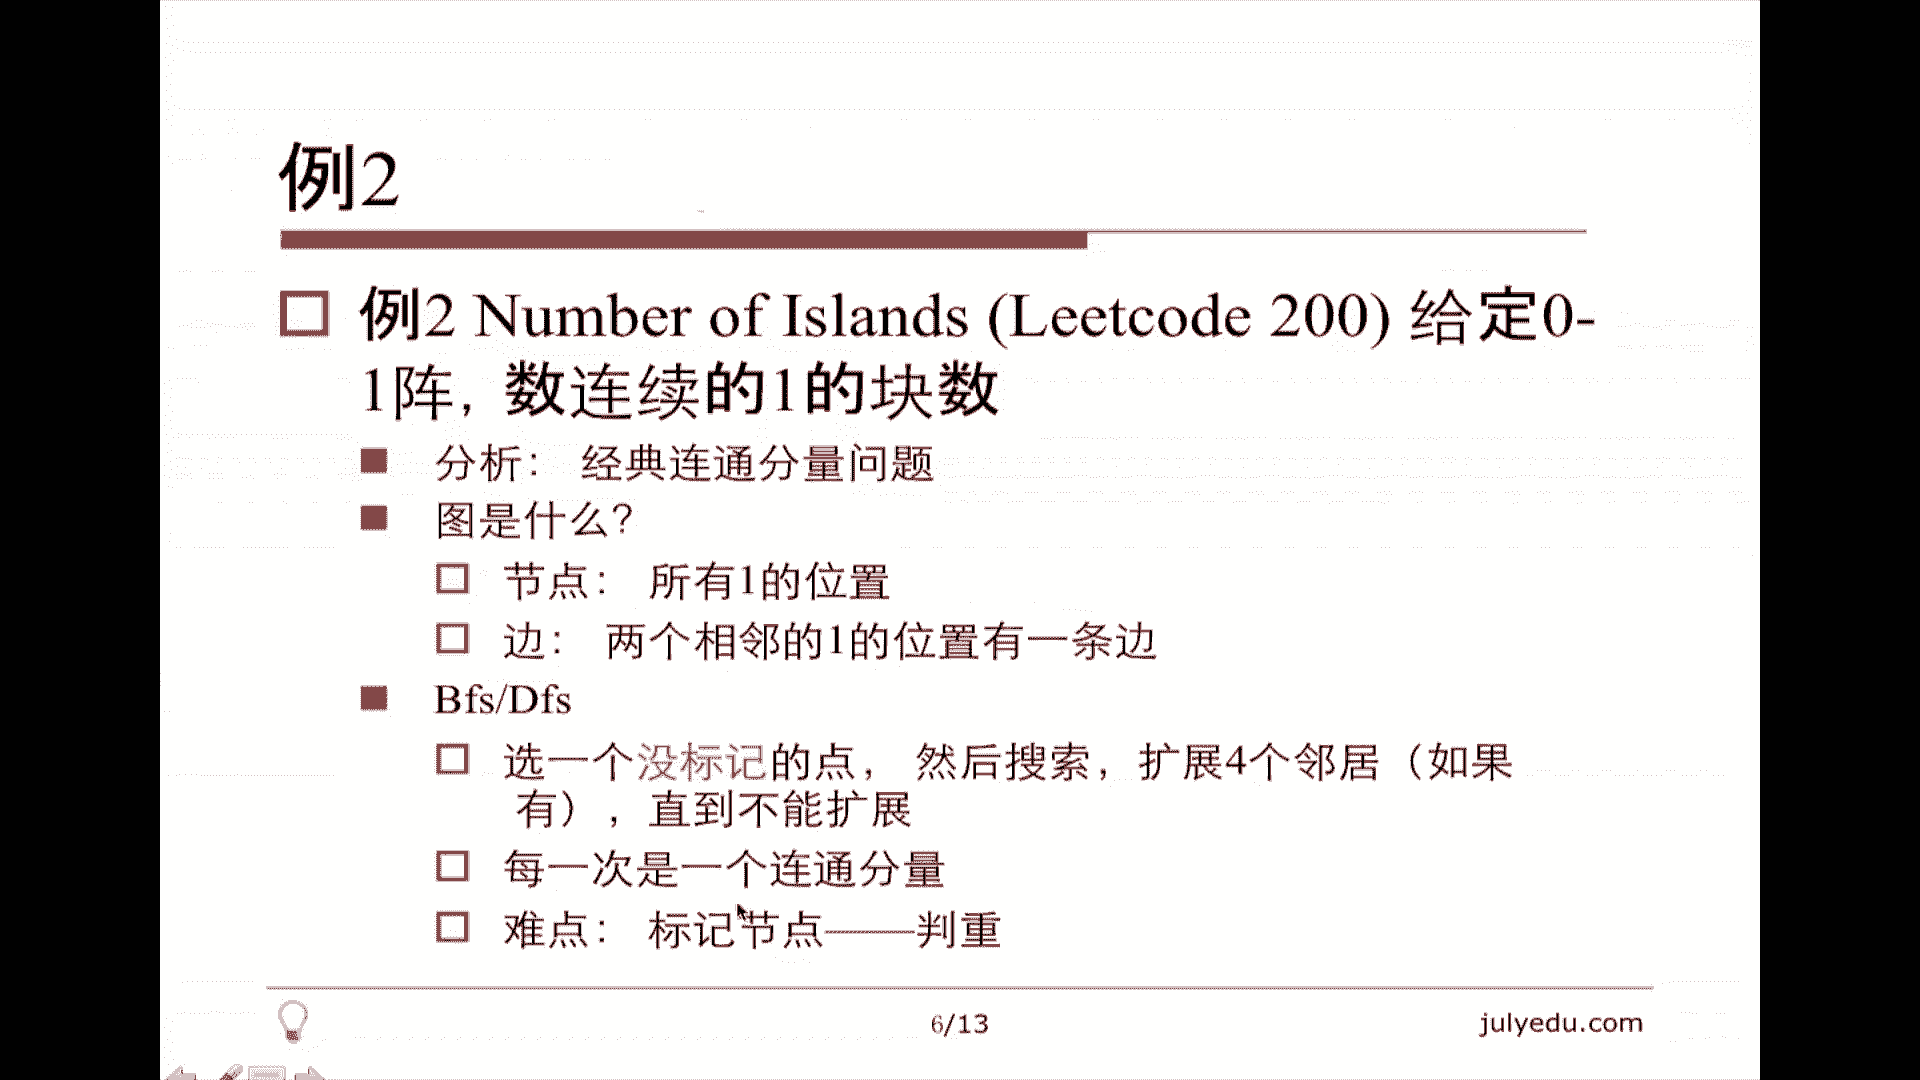 例2
例2 Number of Islands (Leetcode 200) 给定0-
1阵，数连续的1的块数
分析： 经典连通分量问题
图是什么？
节点： 所有1的位置
边： 两个相邻的1的位置有一条边
Bfs/Dfs
选一个没标记的点， 然后搜索，扩展4个邻居（如果
有），直到不能扩展
每一次是一个连通分量
难点： 标记节点——判重
6/13
julyedu.com